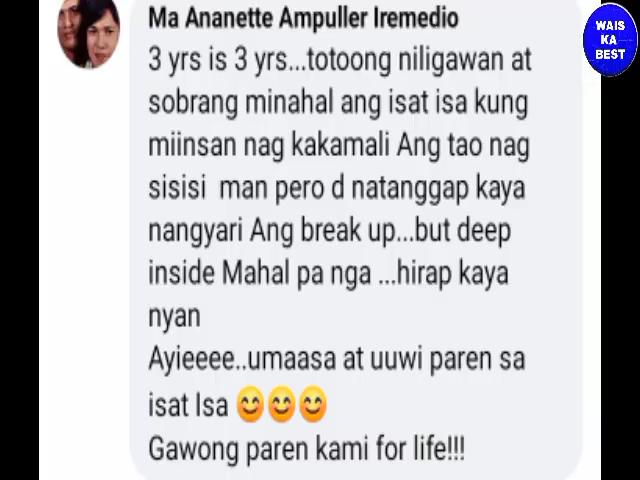 Ma Ananette Ampuller Iremedio
3 yrs is 3 yrs...totoong niligawan at
sobrang minahal ang isat isa kung
miinsan nag kakamali Ang tao nag
sisisi man pero d natanggap kaya
nangyari Ang break up...but deep
inside Mahal pa nga ...hirap kaya
nyan
Ayieeee..umaasa at uuwi paren sa
isat Isa 😊😊😊
Gawong paren kami for life!!!
WAIS
KA
BEST